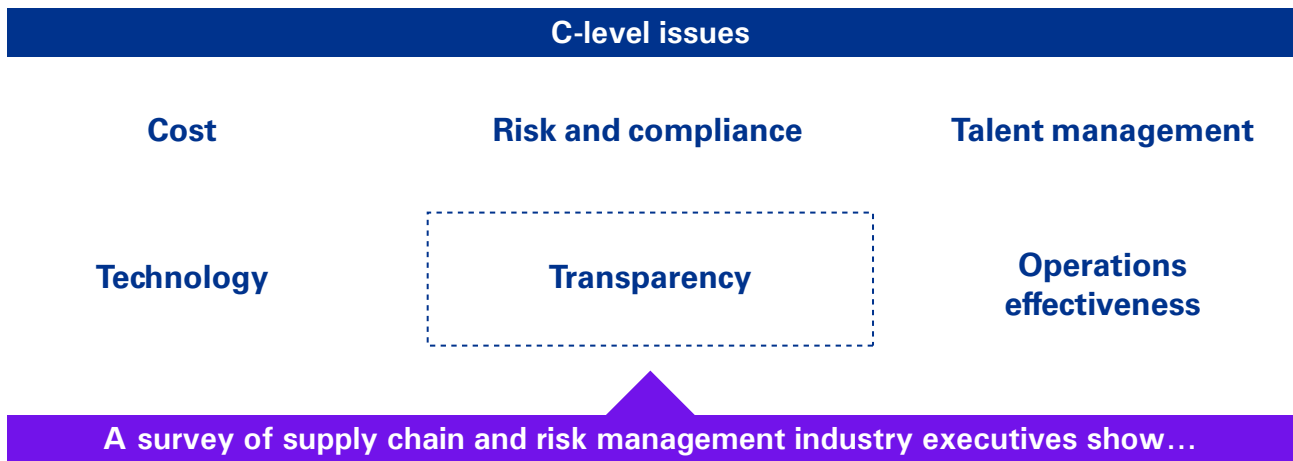 C-level issues
Cost
Risk and compliance
Talent management
Technology
Transparency
Operations
effectiveness
A survey of supply chain and risk management industry executives show…